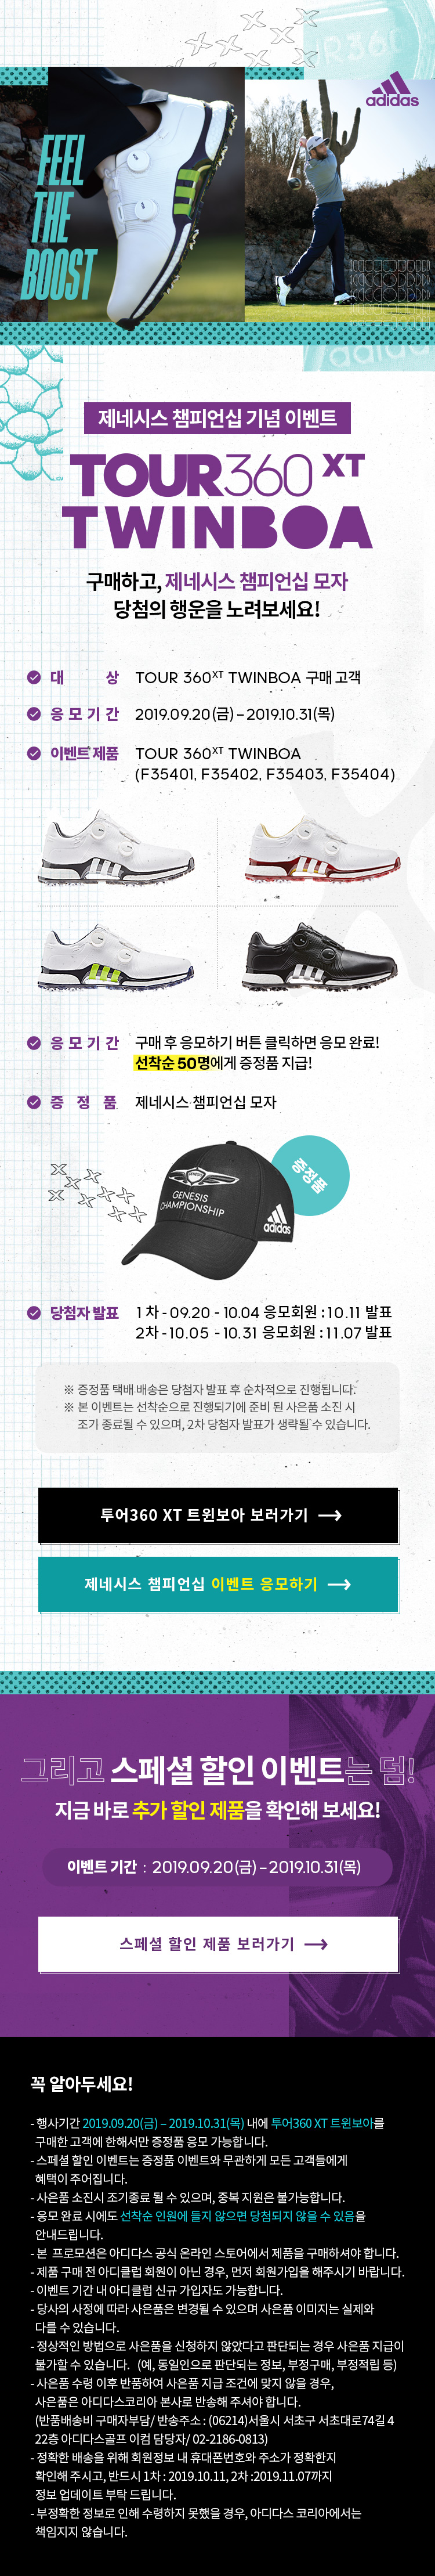 R360
adidas
FEEL
THE
BOOST
adidas
제네시스 챔피언십 기념 이벤트
TOUR360 XT
TWINBOA
구매하고, 제네시스 챔피언십 모자
당첨의 행운을 노려보세요!
대 상 TOUR 360XT TWINBOA 구매 고객
응 모 기 간 2019.09.20(금) – 2019.10.31(목)
이벤트 제품 TOUR 360XT TWINBOA
(F35401, F35402, F35403, F35404)
응 모 기 간 구매 후 응모하기 버튼 클릭하면 응모 완료!
선착순 50명에게 증정품 지급!
증 정 품 제네시스 챔피언십 모자
증정품
GENESIS
GENESIS
CHAMPIONSHIP
adidas
당첨자 발표 1 차 - 09.20 - 10.04 응모회원 : 10.11 발표
2차 - 10.05 - 10.31 응모회원 : 11.07 발표
※ 증정품 택배 배송은 당첨자 발표 후 순차적으로 진행됩니다.
※ 본 이벤트는 선착순으로 진행되기에 준비 된 사은품 소진 시
조기 종료될 수 있으며, 2차 당첨자 발표가 생략될 수 있습니다.
투어360 XT 트윈보아 보러가기
제네시스 챔피언십 이벤트 응모하기
그리고 스페셜 할인 이벤트는 덤!
지금 바로 추가 할인 제품을 확인해 보세요!
이벤트 기간 : 2019.09.20(금) – 2019.10.31(목)
스페셜 할인 제품 보러가기
꼭 알아두세요!
- 행사기간 2019.09.20(금) – 2019.10.31(목) 내에 투어360 XT 트윈보아를
구매한 고객에 한해서만 증정품 응모 가능합니다.
- 스페셜 할인 이벤트는 증정품 이벤트와 무관하게 모든 고객들에게
혜택이 주어집니다.
- 사은품 소진시 조기종료 될 수 있으며, 중복 지원은 불가능합니다.
- 응모 완료 시에도 선착순 인원에 들지 않으면 당첨되지 않을 수 있음을
안내드립니다.
- 본 프로모션은 아디다스 공식 온라인 스토어에서 제품을 구매하셔야 합니다.
- 제품 구매 전 아디클럽 회원이 아닌 경우, 먼저 회원가입을 해주시기 바랍니다.
- 이벤트 기간 내 아디클럽 신규 가입자도 가능합니다.
- 당사의 사정에 따라 사은품은 변경될 수 있으며 사은품 이미지는 실제와
다를 수 있습니다.
- 정상적인 방법으로 사은품을 신청하지 않았다고 판단되는 경우 사은품 지급이
불가할 수 있습니다. (예, 동일인으로 판단되는 정보, 부정구매, 부정적립 등)
- 사은품 수령 이후 반품하여 사은품 지급 조건에 맞지 않을 경우,
사은품은 아디다스코리아 본사로 반송해 주셔야 합니다.
(반품배송비 구매자부담/ 반송주소 : (06214)서울시 서초구 서초대로74길 4
22층 아디다스골프 이컴 담당자/ 02-2186-0813)
- 정확한 배송을 위해 회원정보 내 휴대폰번호와 주소가 정확한지
확인해 주시고, 반드시 1차 : 2019.10.11, 2차 :2019.11.07까지
정보 업데이트 부탁 드립니다.
- 부정확한 정보로 인해 수령하지 못했을 경우, 아디다스 코리아에서는
책임지지 않습니다.